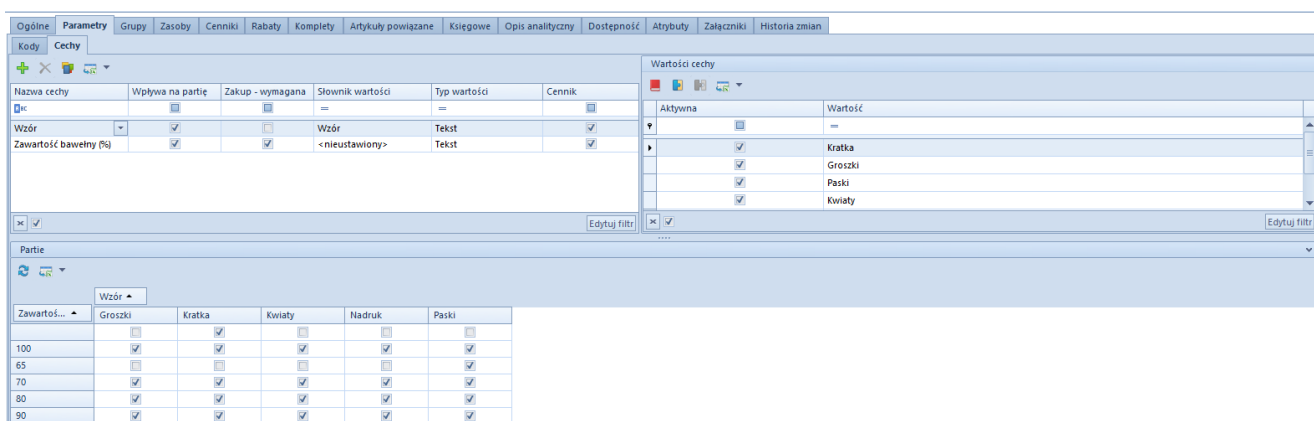 Ogólne Parametry Grupy Zasoby Cenniki Rabaty Komplety Artykuły powiązane Księgowe Opis analityczny Dostępność Atrybuty Załączniki Historia zmian
Kody Cechy
Nazwa cechy Wpływa na partię Zakup - wymagana Słownik wartości Typ wartości Cennik
= =
Wzór Wzór Tekst
Zawartość bawełny (%) <nieustawiony> Tekst
Edytuj filtr
Wartości cechy
Aktywna Wartość
=
Kratka
Groszki
Paski
Kwiaty
Edytuj filtr
Partie
Wzór
Zawartoś... Groszki Kratka Kwiaty Nadruk Paski
100
65
70
80
90